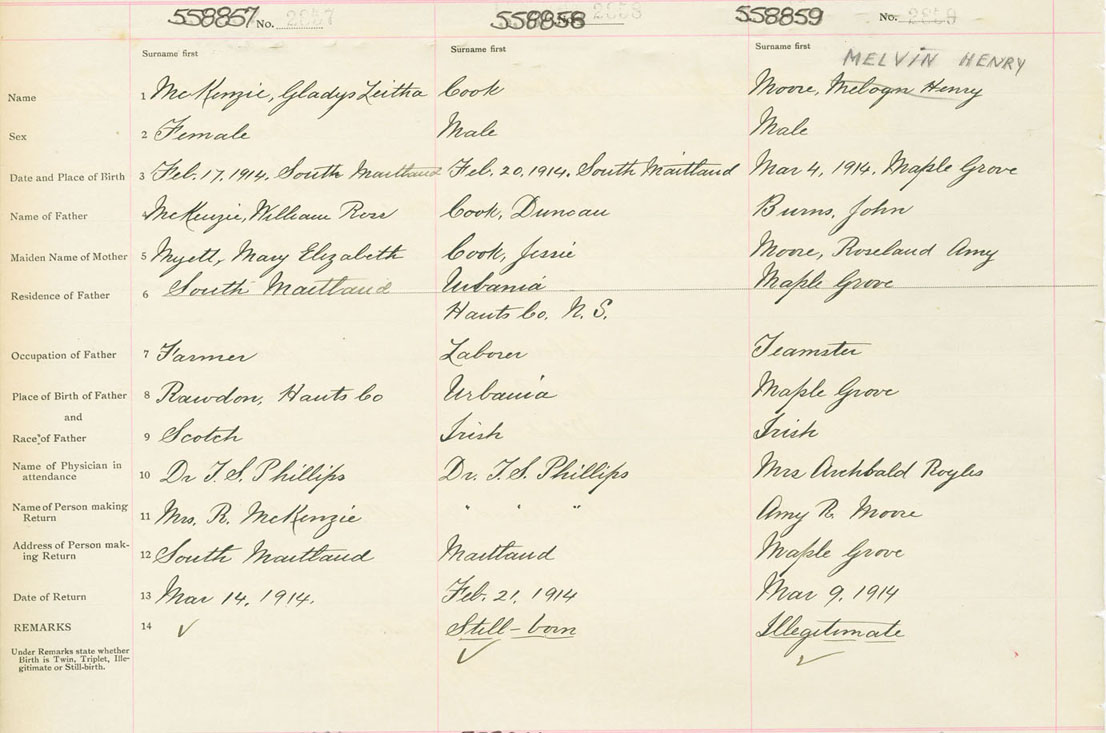 558857 No. 2857 558858 2858 558859 No. 2859
Surname first Surname first Surname first
MELVIN HENRY
Name 1 McKenzie, Gladys Leitha Cook Moore, Melogn Henry
Sex 2 Female Male Male
Date and Place of Birth 3 Feb. 17, 1914. South Maitland Feb. 20, 1914. South Maitland Mar 4, 1914. Maple Grove
Name of Father 4 McKenzie, William Ross Cook, Duncan Burns, John
Maiden Name of Mother 5 Myett, Mary Elizabeth Cook, Jessie Moore, Roseland Amy
Residence of Father 6 South Maitland Urbania Maple Grove
Hants Co. N. S.
Occupation of Father 7 Farmer Laborer Teamster
Place of Birth of Father 8 Rawdon, Hants Co Urbania Maple Grove
and
Race of Father 9 Scotch Irish Irish
Name of Physician in
attendance 10 Dr T. S. Phillips Dr. T. S. Phillips Mrs Archbald Royles
Name of Person making
Return 11 Mrs. R. McKenzie " " " Amy R. Moore
Address of Person mak-
ing Return 12 South Maitland Maitland Maple Grove
Date of Return 13 Mar 14, 1914. Feb. 21, 1914 Mar 9, 1914
REMARKS 14 ✓ Still-born Illegitimate
Under Remarks state whether ✓ ✓
Birth is Twin, Triplet, Ille-
gitimate or Still-birth.